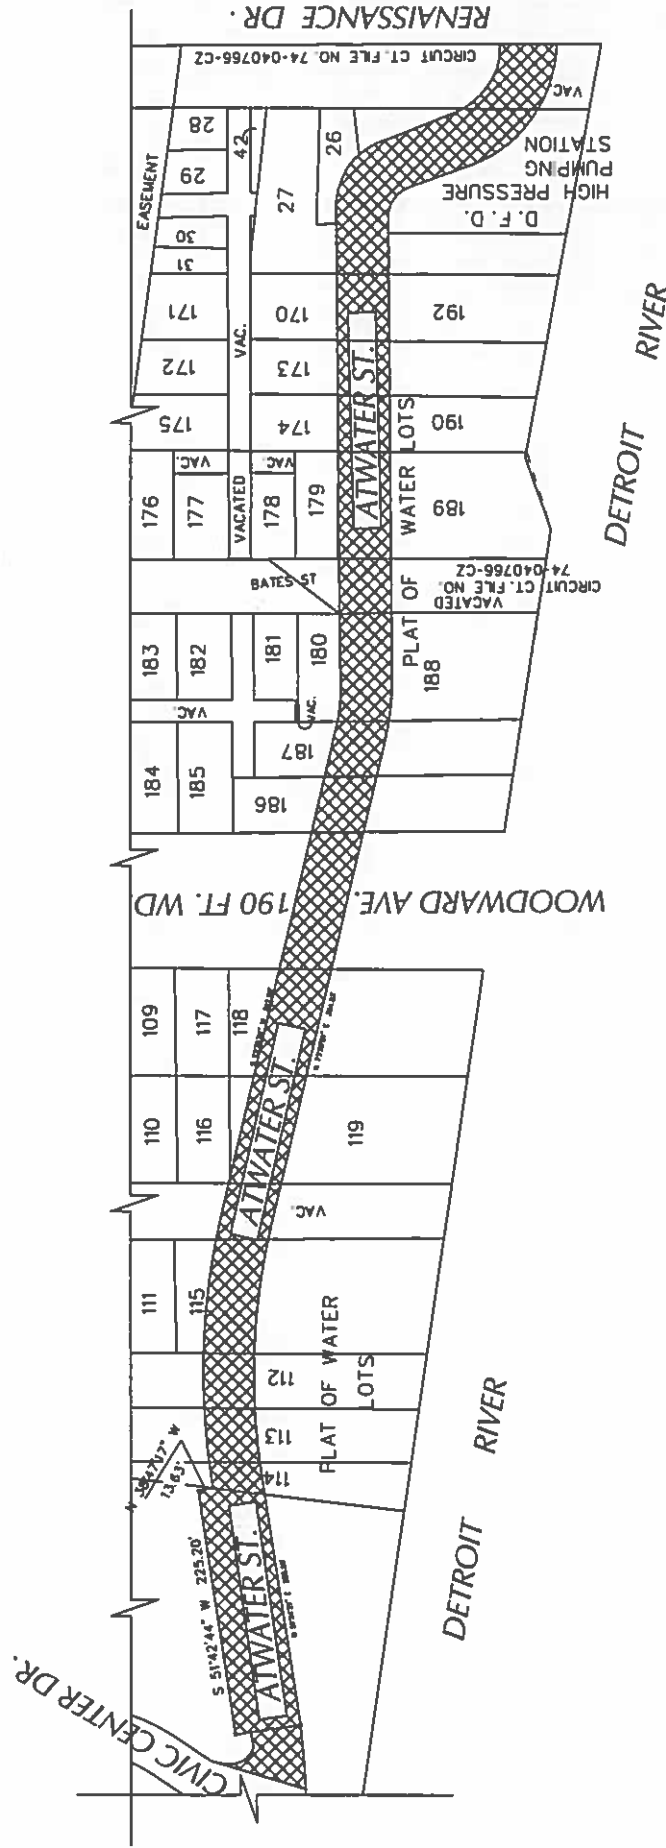 RENAISSANCE DR.
CIRCUIT CT. FILE NO. 74-040766-CZ
VAC
EASEMENT
28
42
26
29
27
30
31
D. F. D.
HIGH PRESSURE
PUMPING
STATION
171
170
192
172
VAC.
173
ATWATER ST.
175
174
190
176
VAC.
177
VACATED
VAC.
178
179
PLAT OF WATER LOTS
189
DETROIT RIVER
BATES ST
VACATED
CIRCUIT CT. FILE NO.
74-040766-CZ
183
182
181
180
188
VAC.
VAC.
184
185
187
186
WOODWARD AVE. 190 FT. WD
109
117
118
110
116
119
ATWATER ST.
VAC.
111
115
112
PLAT OF WATER
LOTS
113
114
13.63'
S 51°42'44" W 225.20'
ATWATER ST.
DETROIT RIVER
CIVIC CENTER DR.